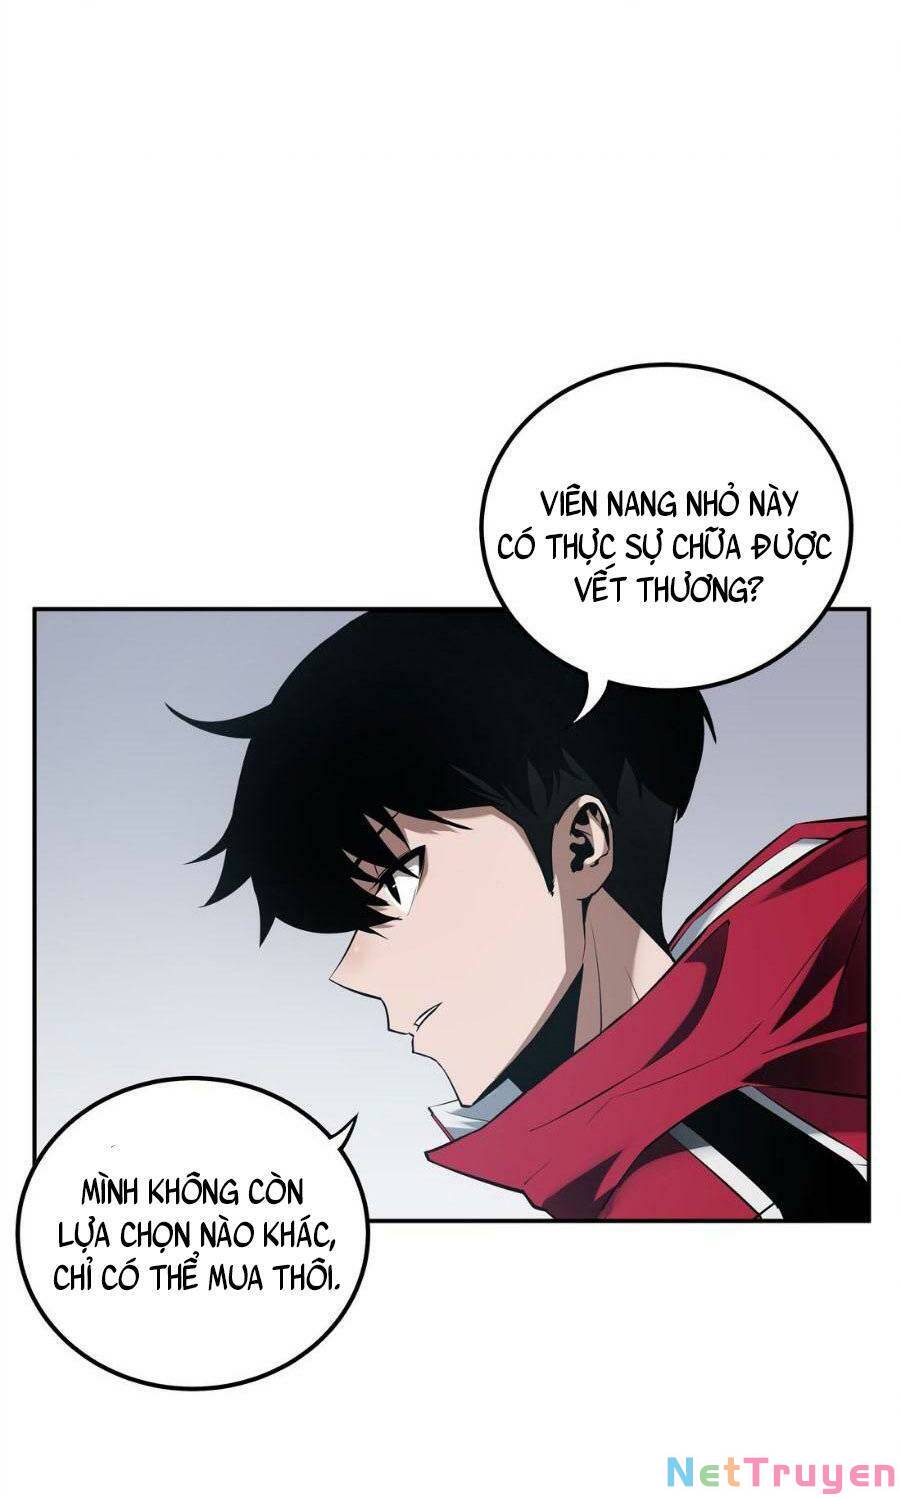 VIÊN NANG NHỎ NÀY
CÓ THỰC SỰ CHỮA ĐƯỢC
VẾT THƯƠNG?
MÌNH KHÔNG CÒN
LỰA CHỌN NÀO KHÁC,
CHỈ CÓ THỂ MUA THÔI.
NetTruyen